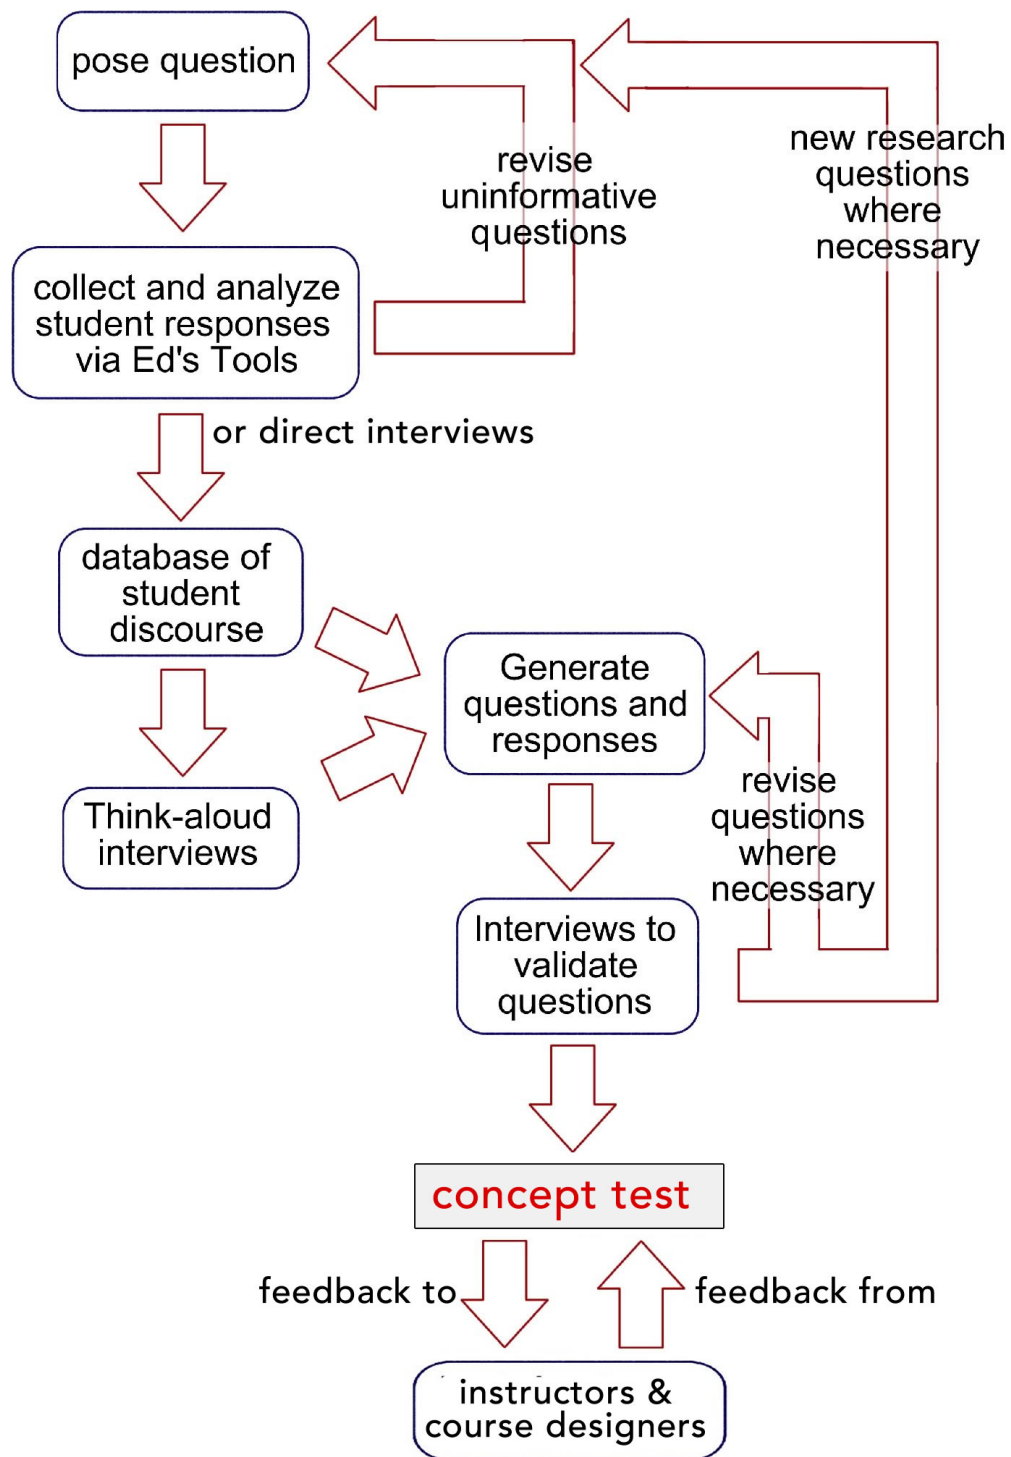 pose question
revise
uninformative
questions
new research
questions
where
necessary
collect and analyze
student responses
via Ed's Tools
or direct interviews
database of
student
discourse
Generate
questions and
responses
Think-aloud
interviews
revise
questions
where
necessary
Interviews to
validate
questions
concept test
feedback to
feedback from
instructors &
course designers